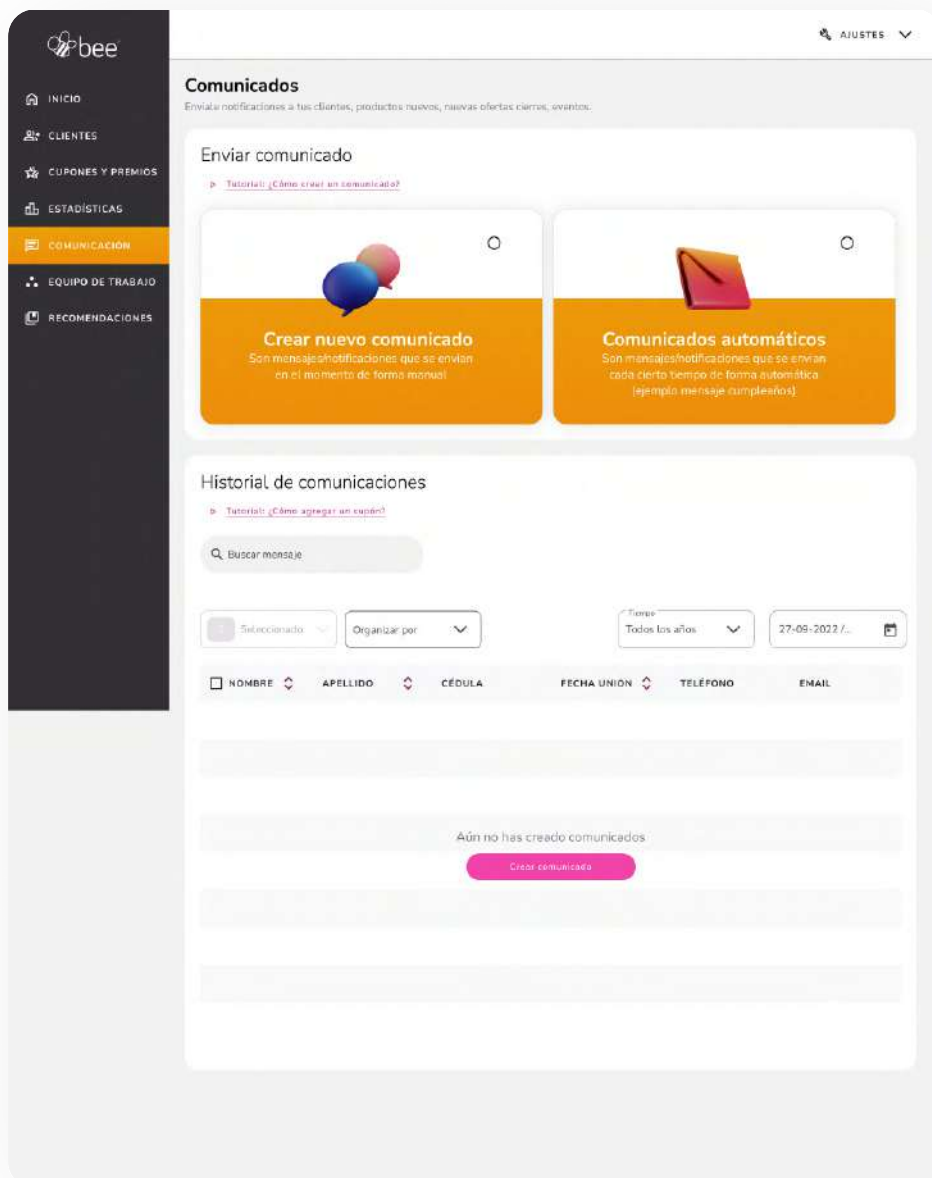 bee
AJUSTES
INICIO
CLIENTES
CUPONES Y PREMIOS
ESTADÍSTICAS
COMUNICACIÓN
EQUIPO DE TRABAJO
RECOMENDACIONES
Comunicados
Enviale notificaciones a tus clientes, productos nuevos, nuevas ofertas cierres, eventos.
Enviar comunicado
Tutorial: ¿Cómo crear un comunicado?
Crear nuevo comunicado
Son mensajes/notificaciones que se envían
en el momento de forma manual
Comunicados automáticos
Son mensajes/notificaciones que se envían
cada cierto tiempo de forma automática
(ejemplo mensaje cumpleaños)
Historial de comunicaciones
Tutorial: ¿Cómo agregar un cupón?
Buscar mensaje
Seleccionado
Organizar por
Tiempo
Todos los años
27-09-2022 /..
NOMBRE APELLIDO CÉDULA FECHA UNION TELÉFONO EMAIL
Aún no has creado comunicados
Crear comunicado